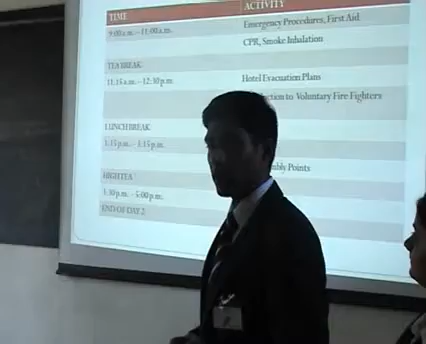 TIME ACTIVITY
9:00 a.m. – 11:00 a.m. Emergency Procedures, First Aid
CPR, Smoke Inhalation
TEA BREAK
11.15 a.m. – 12:30 p.m. Hotel Evacuation Plans
to Voluntary Fire Fighters
LUNCH BREAK
1.15 p.m. – 3:15 p.m.
Points
HIGH TEA
3.30 p.m. – 5:00 p.m.
END OF DAY 2